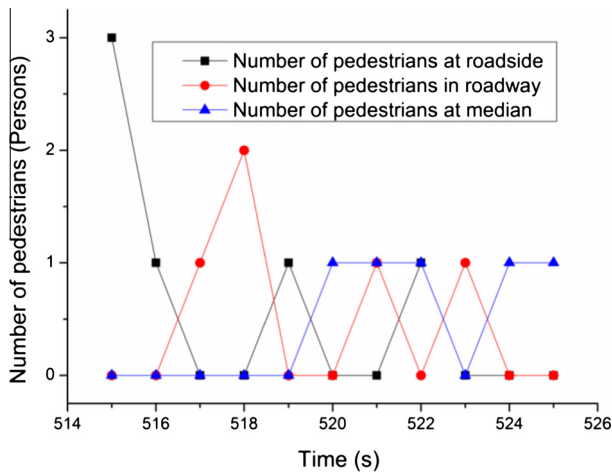 Number of pedestrians (Persons)
3
2
1
0
Number of pedestrians at roadside
Number of pedestrians in roadway
Number of pedestrians at median
514 516 518 520 522 524 526
Time (s)